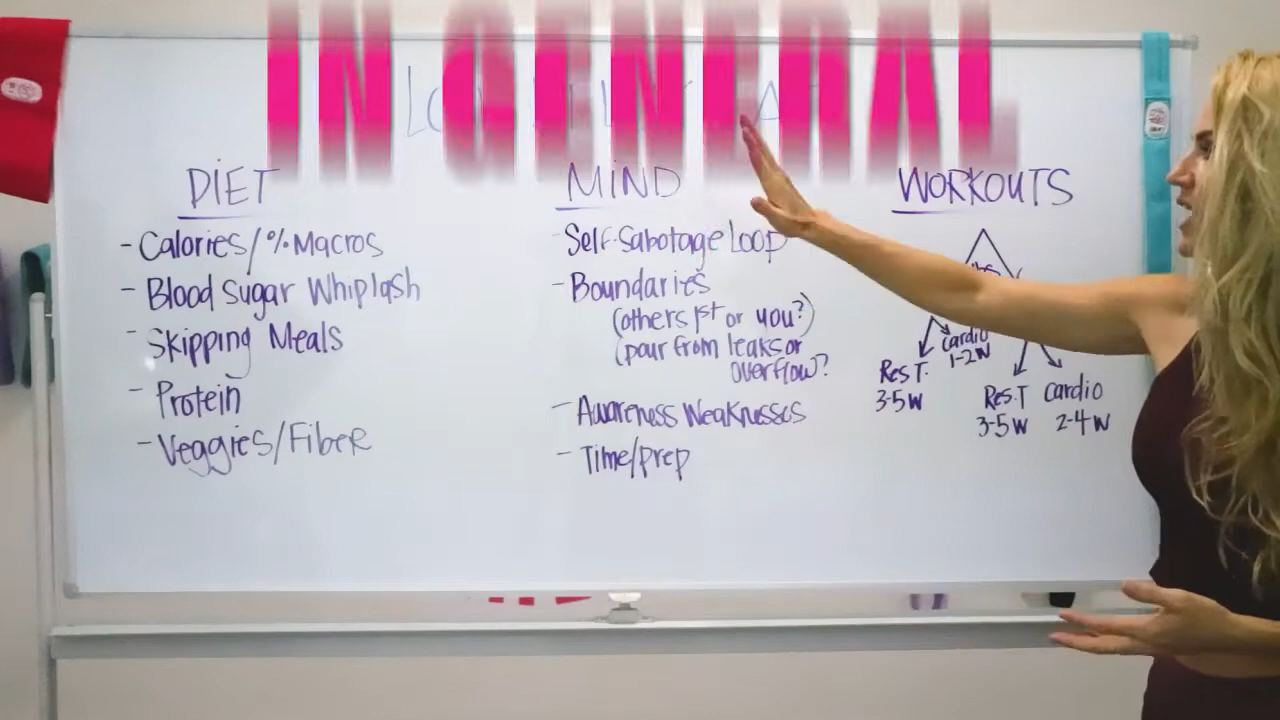 IN GENERAL
DIET
- Calories/%Macros
- Blood Sugar Whiplash
- Skipping Meals
- Protein
- Veggies/Fiber
MIND
- Self-Sabotage Loop
- Boundaries
(others 1st or you?)
(pour from leaks or
overflow?
- Awareness Weaknesses
- Time/prep
WORKOUTS
Cardio
1-2W
Res T.
3-5W
Res.T
3-5W
Cardio
2-4W